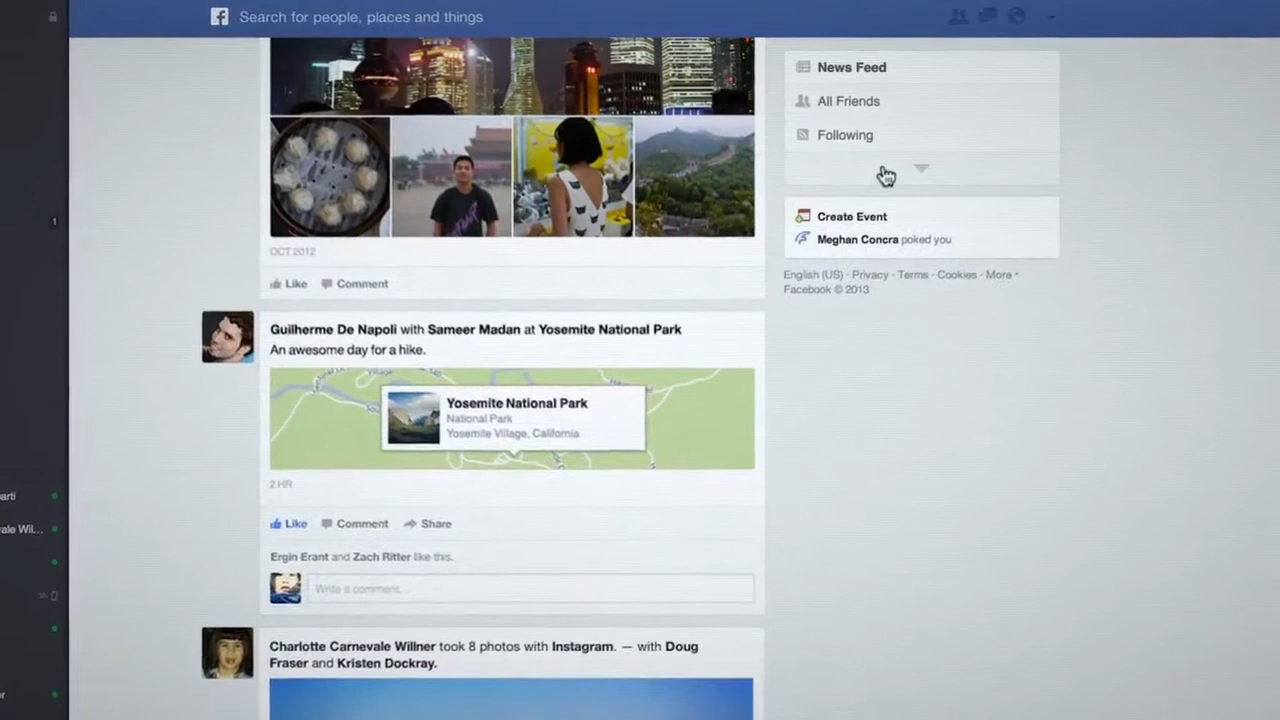 Search for people, places and things
News Feed
All Friends
Following
1
Create Event
Meghan Concra poked you
English (US) · Privacy · Terms · Cookies · More
Facebook © 2013
OCT 2012
Like Comment
Guilherme De Napoli with Sameer Madan at Yosemite National Park
An awesome day for a hike.
Yosemite National Park
National Park
Yosemite Village, California
2 HR
arti
vale Wil...
Like Comment Share
Ergin Erant and Zach Ritter like this.
Write a comment...
Charlotte Carnevale Willner took 8 photos with Instagram. — with Doug
Fraser and Kristen Dockray.